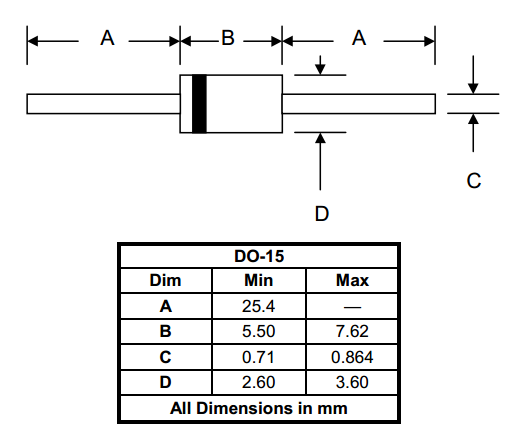 A B A
C
D
DO-15
Dim Min Max
A 25.4 —
B 5.50 7.62
C 0.71 0.864
D 2.60 3.60
All Dimensions in mm